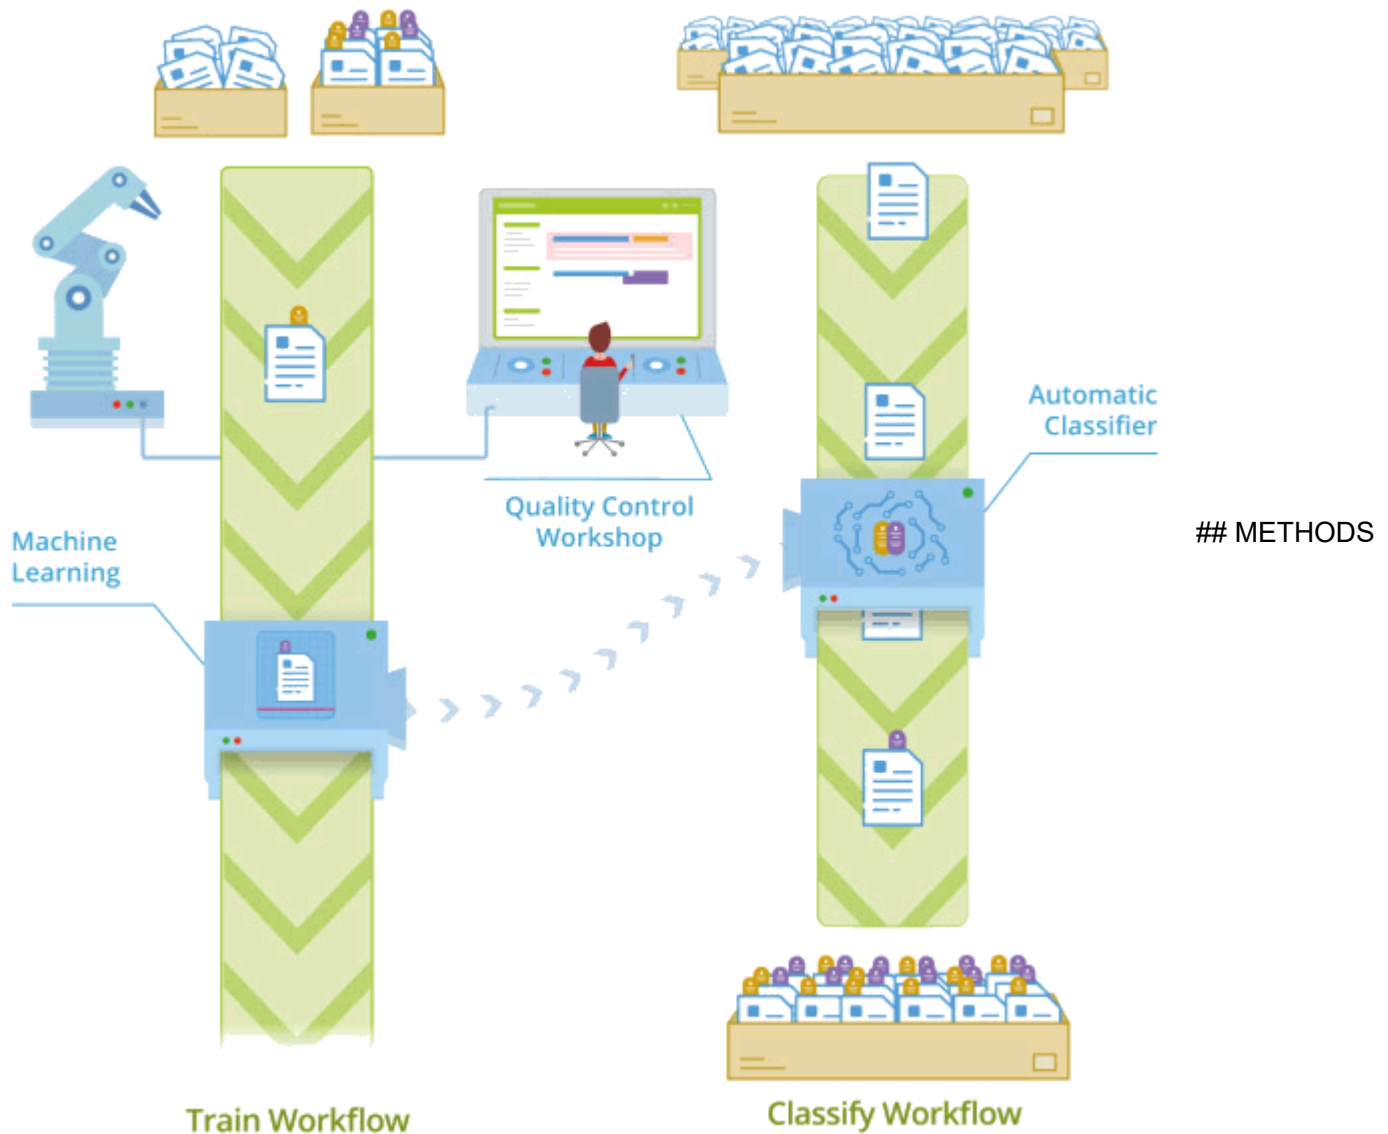 Automatic
Classifier
Quality Control
Workshop
## METHODS
Machine
Learning
Train Workflow
Classify Workflow